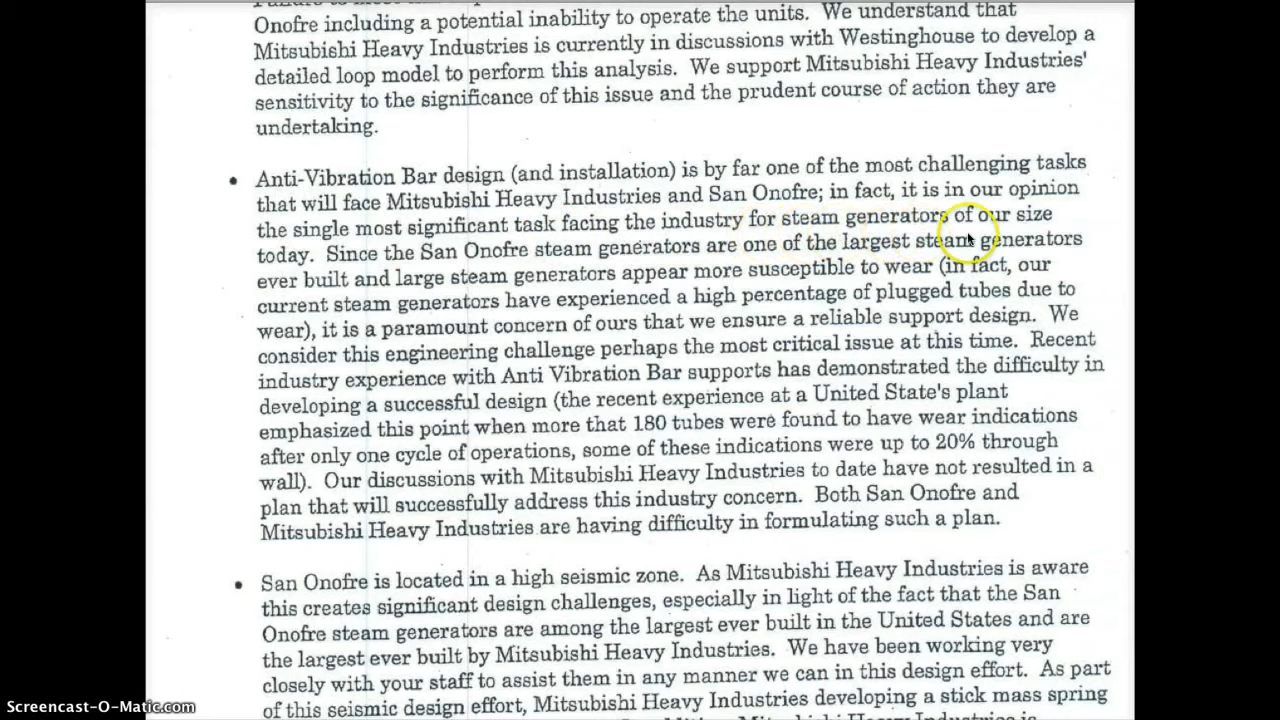 Onofre including a potential inability to operate the units. We understand that
Mitsubishi Heavy Industries is currently in discussions with Westinghouse to develop a
detailed loop model to perform this analysis. We support Mitsubishi Heavy Industries'
sensitivity to the significance of this issue and the prudent course of action they are
undertaking.
• Anti-Vibration Bar design (and installation) is by far one of the most challenging tasks
that will face Mitsubishi Heavy Industries and San Onofre; in fact, it is in our opinion
the single most significant task facing the industry for steam generators of our size
today. Since the San Onofre steam generators are one of the largest steam generators
ever built and large steam generators appear more susceptible to wear (in fact, our
current steam generators have experienced a high percentage of plugged tubes due to
wear), it is a paramount concern of ours that we ensure a reliable support design. We
consider this engineering challenge perhaps the most critical issue at this time. Recent
industry experience with Anti Vibration Bar supports has demonstrated the difficulty in
developing a successful design (the recent experience at a United State's plant
emphasized this point when more that 180 tubes were found to have wear indications
after only one cycle of operations, some of these indications were up to 20% through
wall). Our discussions with Mitsubishi Heavy Industries to date have not resulted in a
plan that will successfully address this industry concern. Both San Onofre and
Mitsubishi Heavy Industries are having difficulty in formulating such a plan.
• San Onofre is located in a high seismic zone. As Mitsubishi Heavy Industries is aware
this creates significant design challenges, especially in light of the fact that the San
Onofre steam generators are among the largest ever built in the United States and are
the largest ever built by Mitsubishi Heavy Industries. We have been working very
closely with your staff to assist them in any manner we can in this design effort. As part
of this seismic design effort, Mitsubishi Heavy Industries developing a stick mass spring
Screencast-O-Matic.com